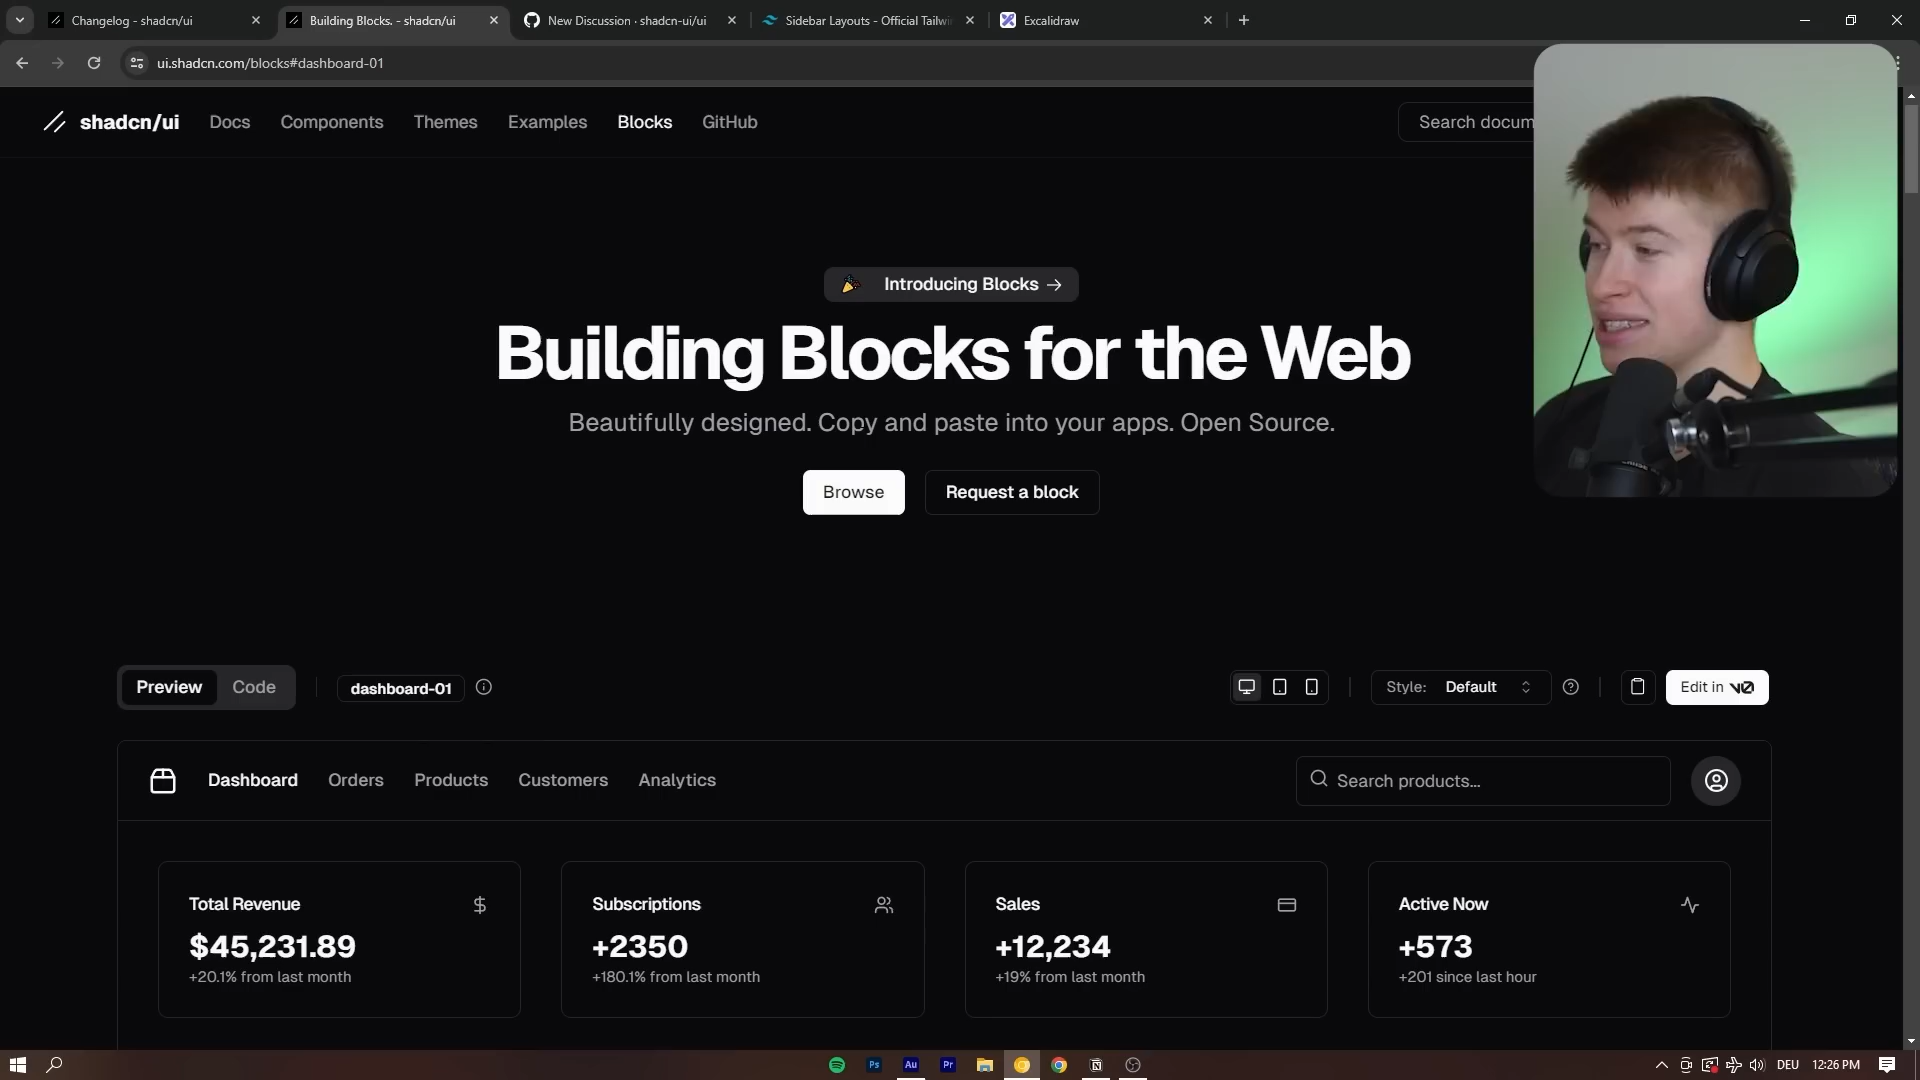 Changelog - shadcn/ui
Building Blocks. - shadcn/ui
New Discussion · shadcn-ui/ui
Sidebar Layouts - Official Tailwin
Excalidraw
ui.shadcn.com/blocks#dashboard-01
shadcn/ui
Docs
Components
Themes
Examples
Blocks
GitHub
Search docum
Introducing Blocks →
Building Blocks for the Web
Beautifully designed. Copy and paste into your apps. Open Source.
Browse
Request a block
Preview
Code
dashboard-01
Style: Default
Edit in v0
Dashboard
Orders
Products
Customers
Analytics
Search products...
Total Revenue
$
Subscriptions
Sales
Active Now
$45,231.89
+2350
+12,234
+573
+20.1% from last month
+180.1% from last month
+19% from last month
+201 since last hour
Ps
Au
Pr
DEU
12:26 PM